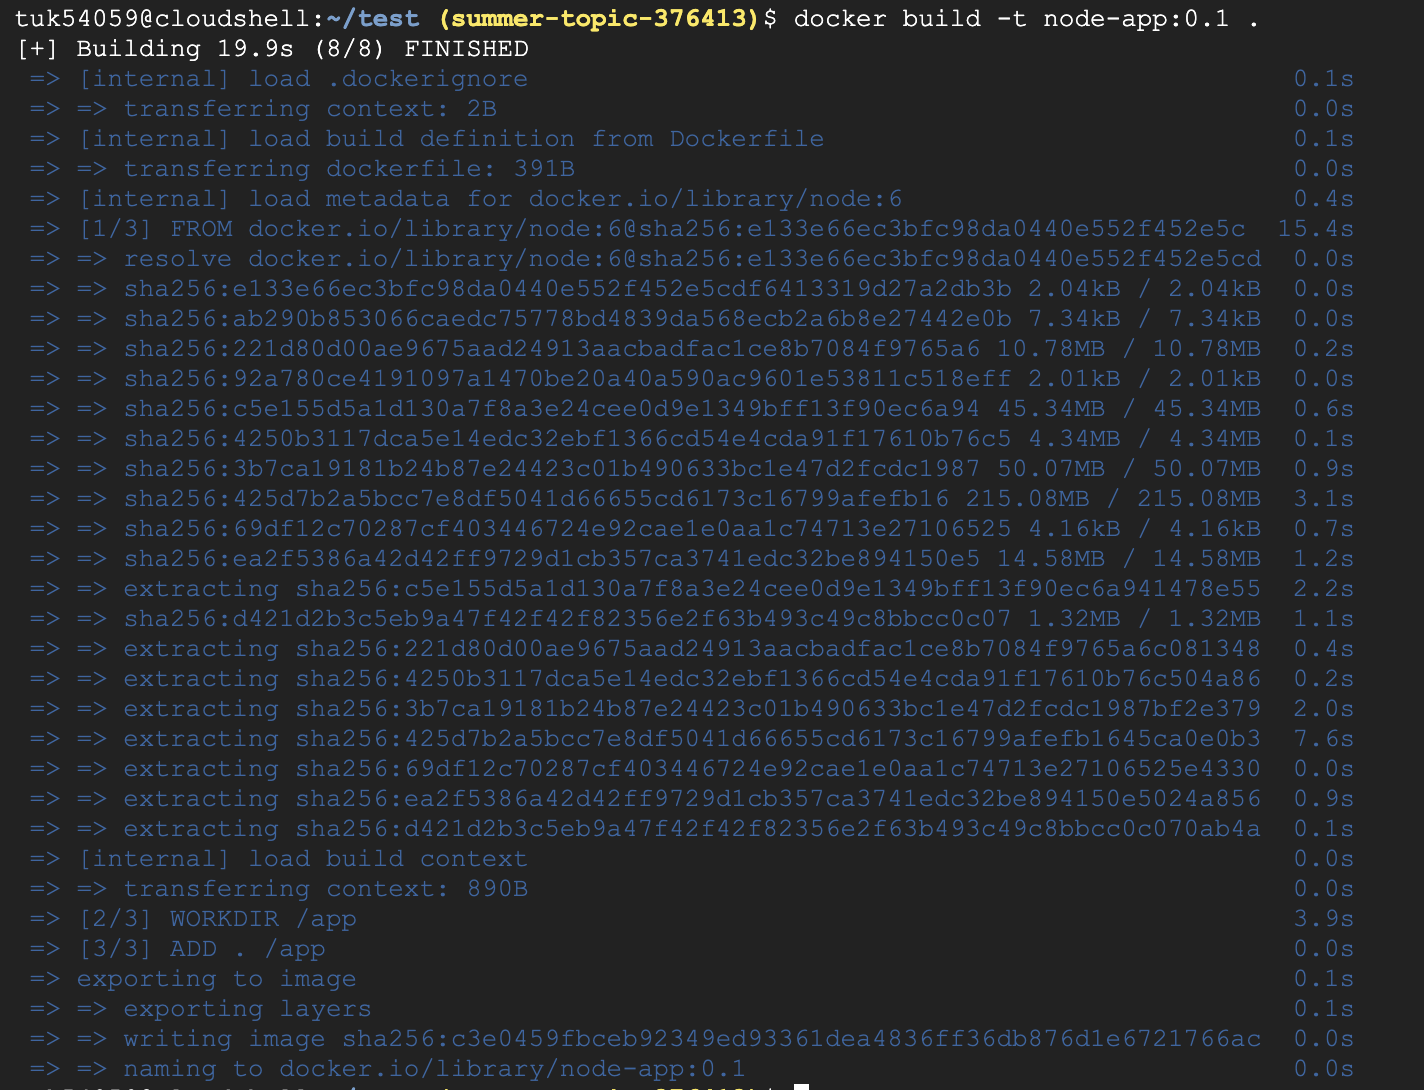 tuk54059@cloudshell:~/test (summer-topic-376413)$ docker build -t node-app:0.1 .
[+] Building 19.9s (8/8) FINISHED
=> [internal] load .dockerignore 0.1s
=> => transferring context: 2B 0.0s
=> [internal] load build definition from Dockerfile 0.1s
=> => transferring dockerfile: 391B 0.0s
=> [internal] load metadata for docker.io/library/node:6 0.4s
=> [1/3] FROM docker.io/library/node:6@sha256:e133e66ec3bfc98da0440e552f452e5c 15.4s
=> => resolve docker.io/library/node:6@sha256:e133e66ec3bfc98da0440e552f452e5cd 0.0s
=> => sha256:e133e66ec3bfc98da0440e552f452e5cdf6413319d27a2db3b 2.04kB / 2.04kB 0.0s
=> => sha256:ab290b853066caedc75778bd4839da568ecb2a6b8e27442e0b 7.34kB / 7.34kB 0.0s
=> => sha256:221d80d00ae9675aad24913aacbadfac1ce8b7084f9765a6 10.78MB / 10.78MB 0.2s
=> => sha256:92a780ce4191097a1470be20a40a590ac9601e53811c518eff 2.01kB / 2.01kB 0.0s
=> => sha256:c5e155d5a1d130a7f8a3e24cee0d9e1349bff13f90ec6a94 45.34MB / 45.34MB 0.6s
=> => sha256:4250b3117dca5e14edc32ebf1366cd54e4cda91f17610b76c5 4.34MB / 4.34MB 0.1s
=> => sha256:3b7ca19181b24b87e24423c01b490633bc1e47d2fcdc1987 50.07MB / 50.07MB 0.9s
=> => sha256:425d7b2a5bcc7e8df5041d66655cd6173c16799afefb16 215.08MB / 215.08MB 3.1s
=> => sha256:69df12c70287cf403446724e92cae1e0aa1c74713e27106525 4.16kB / 4.16kB 0.7s
=> => sha256:ea2f5386a42d42ff9729d1cb357ca3741edc32be894150e5 14.58MB / 14.58MB 1.2s
=> => extracting sha256:c5e155d5a1d130a7f8a3e24cee0d9e1349bff13f90ec6a941478e55 2.2s
=> => sha256:d421d2b3c5eb9a47f42f42f82356e2f63b493c49c8bbcc0c07 1.32MB / 1.32MB 1.1s
=> => extracting sha256:221d80d00ae9675aad24913aacbadfac1ce8b7084f9765a6c081348 0.4s
=> => extracting sha256:4250b3117dca5e14edc32ebf1366cd54e4cda91f17610b76c504a86 0.2s
=> => extracting sha256:3b7ca19181b24b87e24423c01b490633bc1e47d2fcdc1987bf2e379 2.0s
=> => extracting sha256:425d7b2a5bcc7e8df5041d66655cd6173c16799afefb1645ca0e0b3 7.6s
=> => extracting sha256:69df12c70287cf403446724e92cae1e0aa1c74713e27106525e4330 0.0s
=> => extracting sha256:ea2f5386a42d42ff9729d1cb357ca3741edc32be894150e5024a856 0.9s
=> => extracting sha256:d421d2b3c5eb9a47f42f42f82356e2f63b493c49c8bbcc0c070ab4a 0.1s
=> [internal] load build context 0.0s
=> => transferring context: 890B 0.0s
=> [2/3] WORKDIR /app 3.9s
=> [3/3] ADD . /app 0.0s
=> exporting to image 0.1s
=> => exporting layers 0.1s
=> => writing image sha256:c3e0459fbceb92349ed93361dea4836ff36db876d1e6721766ac 0.0s
=> => naming to docker.io/library/node-app:0.1 0.0s